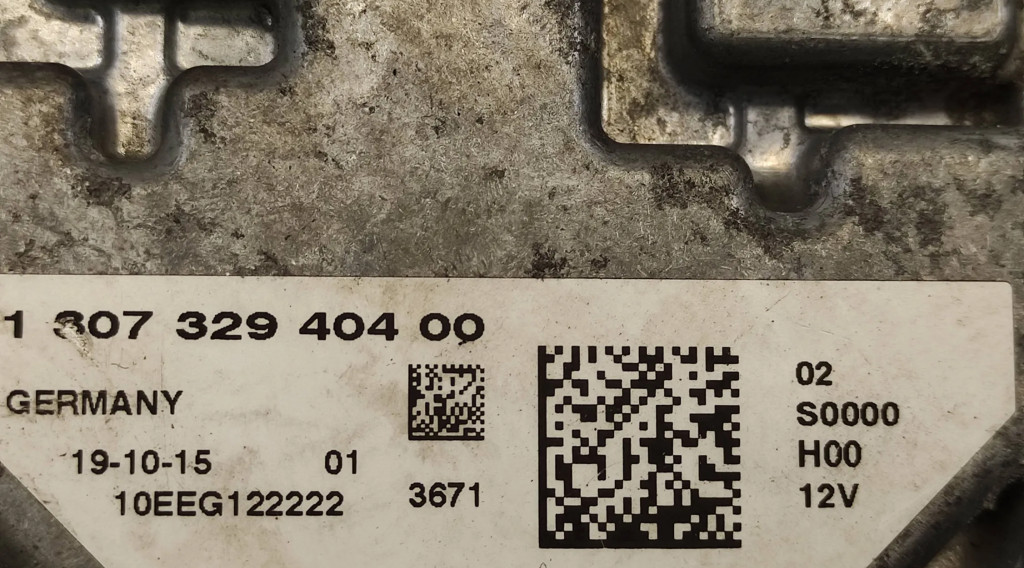 1 307 329 404 00
GERMANY
19-10-15 01
10EEG122222 3671
02
S0000
H00
12V